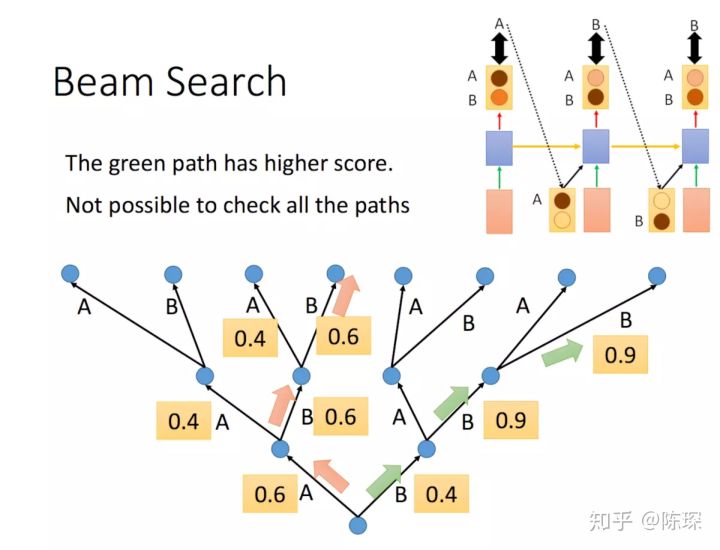 Beam Search
A B B
A A A
B B B
A
B
The green path has higher score.
Not possible to check all the paths
A B A B A B A B
0.4 0.6 0.9
0.4 A B 0.6 A B 0.9
0.6 A B 0.4
知乎 @陈琛